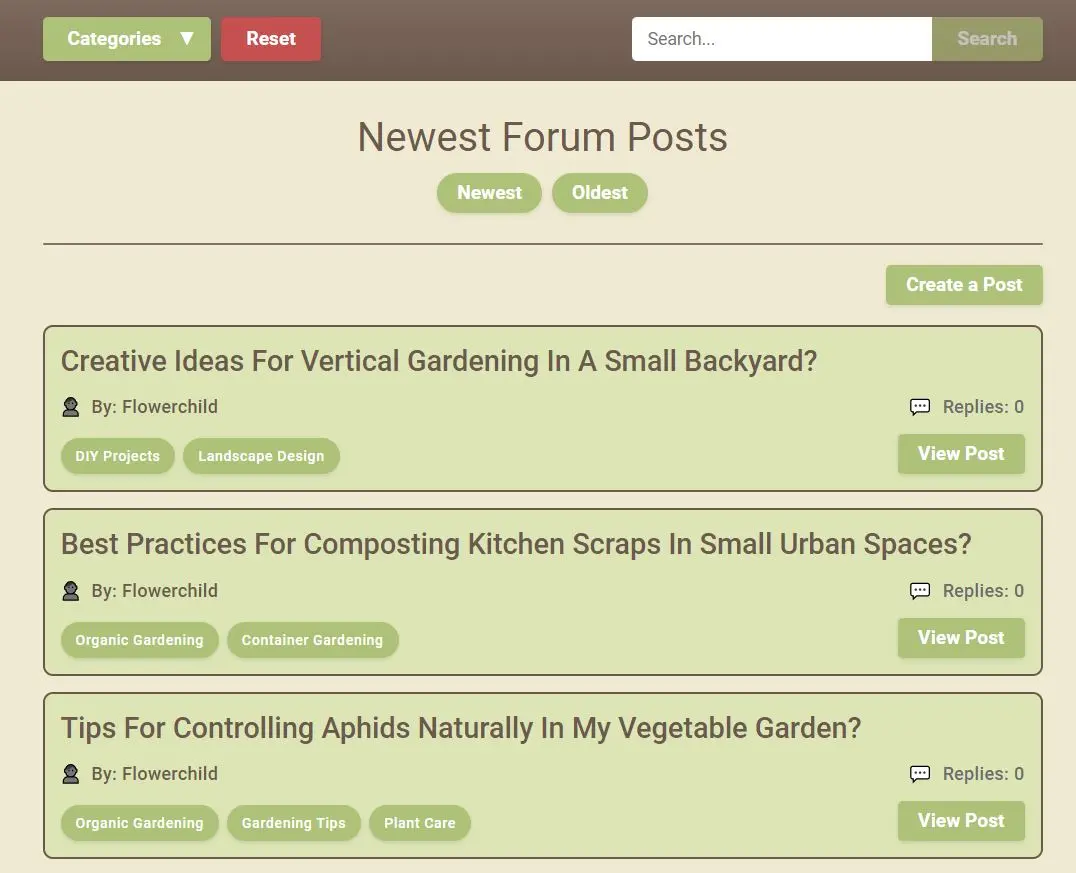 Categories ▼ Reset Search... Search
Newest Forum Posts
Newest Oldest
Create a Post
Creative Ideas For Vertical Gardening In A Small Backyard?
By: Flowerchild Replies: 0
DIY Projects Landscape Design View Post
Best Practices For Composting Kitchen Scraps In Small Urban Spaces?
By: Flowerchild Replies: 0
Organic Gardening Container Gardening View Post
Tips For Controlling Aphids Naturally In My Vegetable Garden?
By: Flowerchild Replies: 0
Organic Gardening Gardening Tips Plant Care View Post